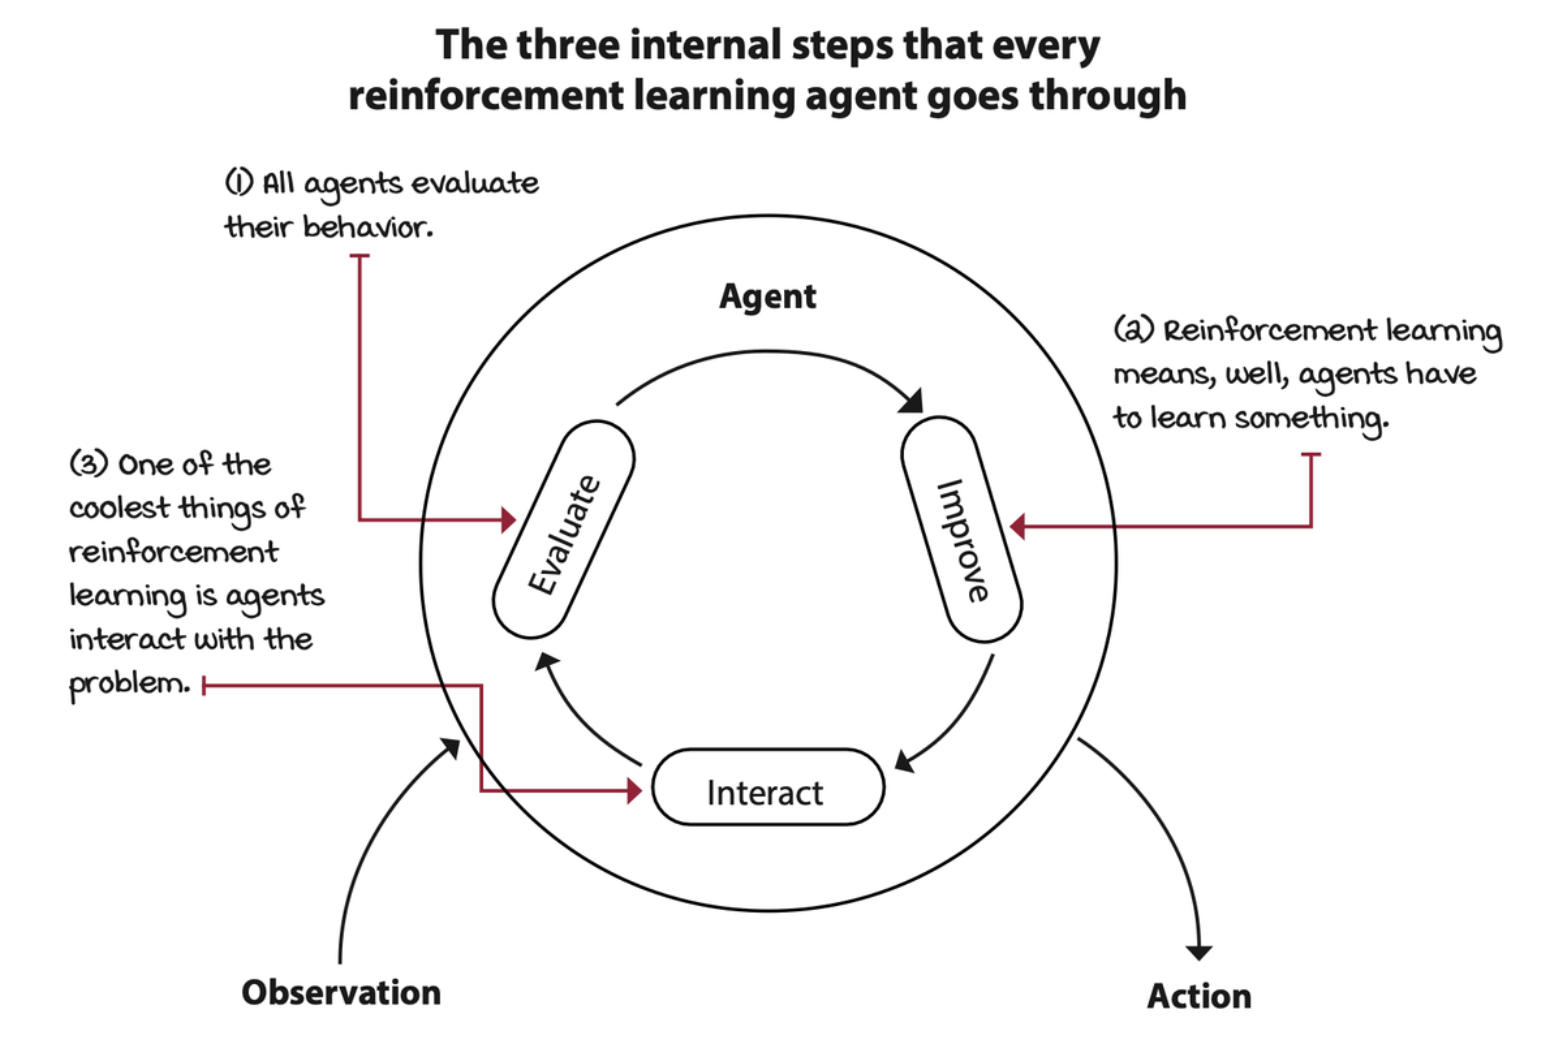 The three internal steps that every
reinforcement learning agent goes through
(1) All agents evaluate
their behavior.
Agent
(2) Reinforcement learning
means, well, agents have
to learn something.
(3) One of the
coolest things of
reinforcement
learning is agents
interact with the
problem.
Evaluate
Improve
Interact
Observation
Action